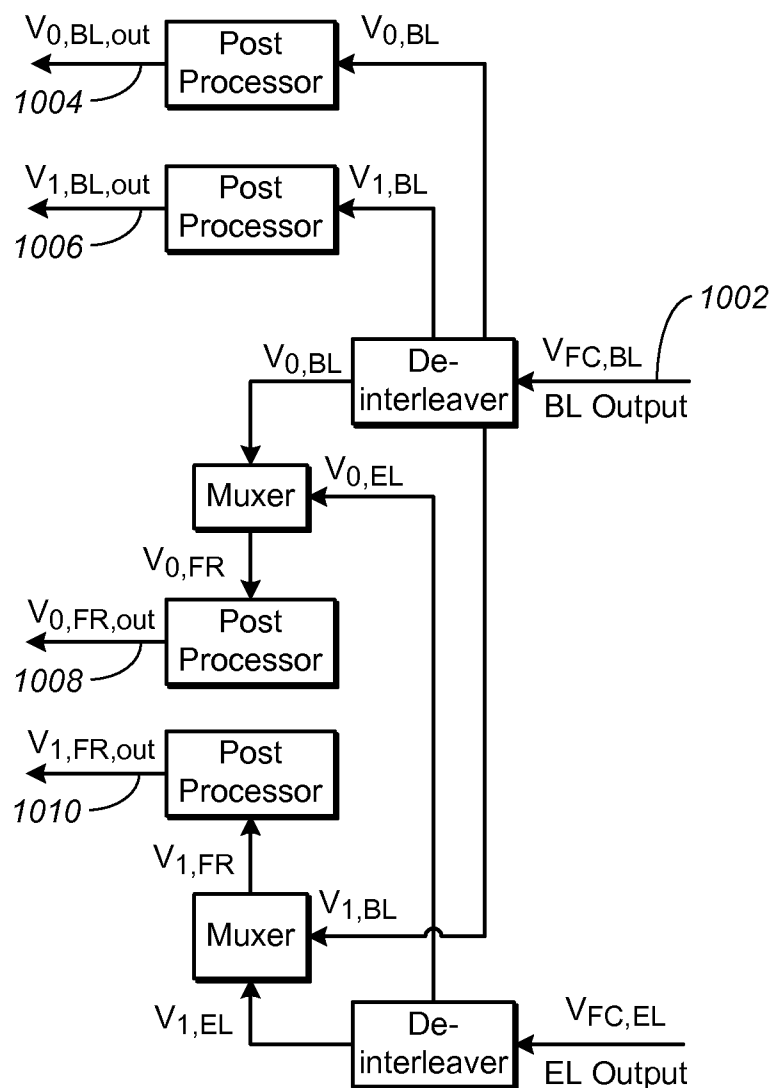 V0,BL,out
Post
Processor
V0,BL
1004
V1,BL,out
Post
Processor
V1,BL
1006
1002
V0,BL
De-
interleaver
VFC,BL
BL Output
Muxer
V0,EL
V0,FR
V0,FR,out
Post
Processor
1008
V1,FR,out
Post
Processor
1010
V1,FR
Muxer
V1,BL
V1,EL
De-
interleaver
VFC,EL
EL Output